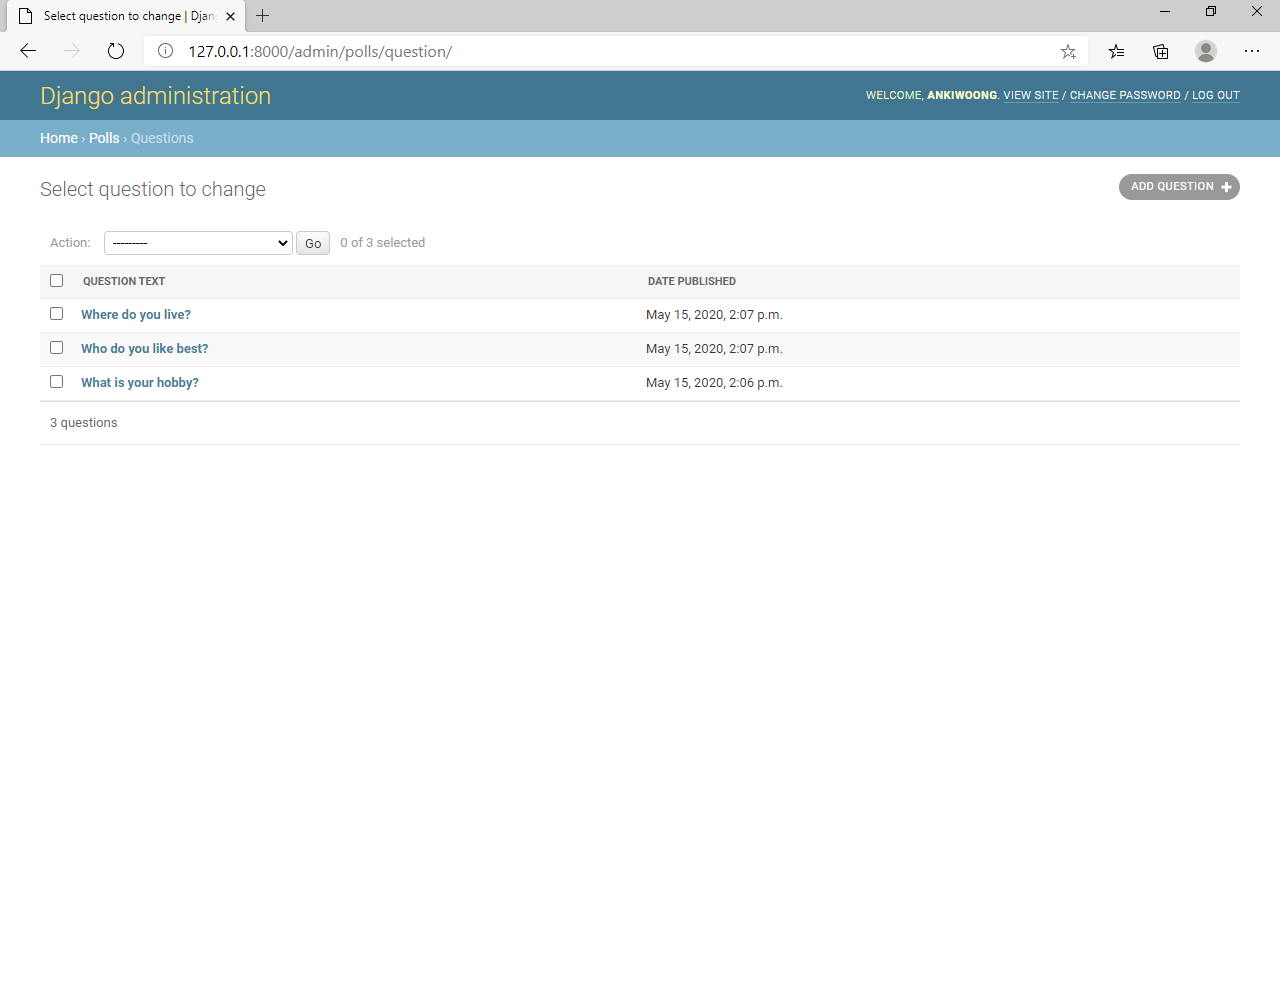 Select question to change | Djan
127.0.0.1:8000/admin/polls/question/
Django administration
WELCOME, ANKIWOONG. VIEW SITE / CHANGE PASSWORD / LOG OUT
Home › Polls › Questions
Select question to change
ADD QUESTION
Action: --------- Go 0 of 3 selected
QUESTION TEXT DATE PUBLISHED
Where do you live? May 15, 2020, 2:07 p.m.
Who do you like best? May 15, 2020, 2:07 p.m.
What is your hobby? May 15, 2020, 2:06 p.m.
3 questions